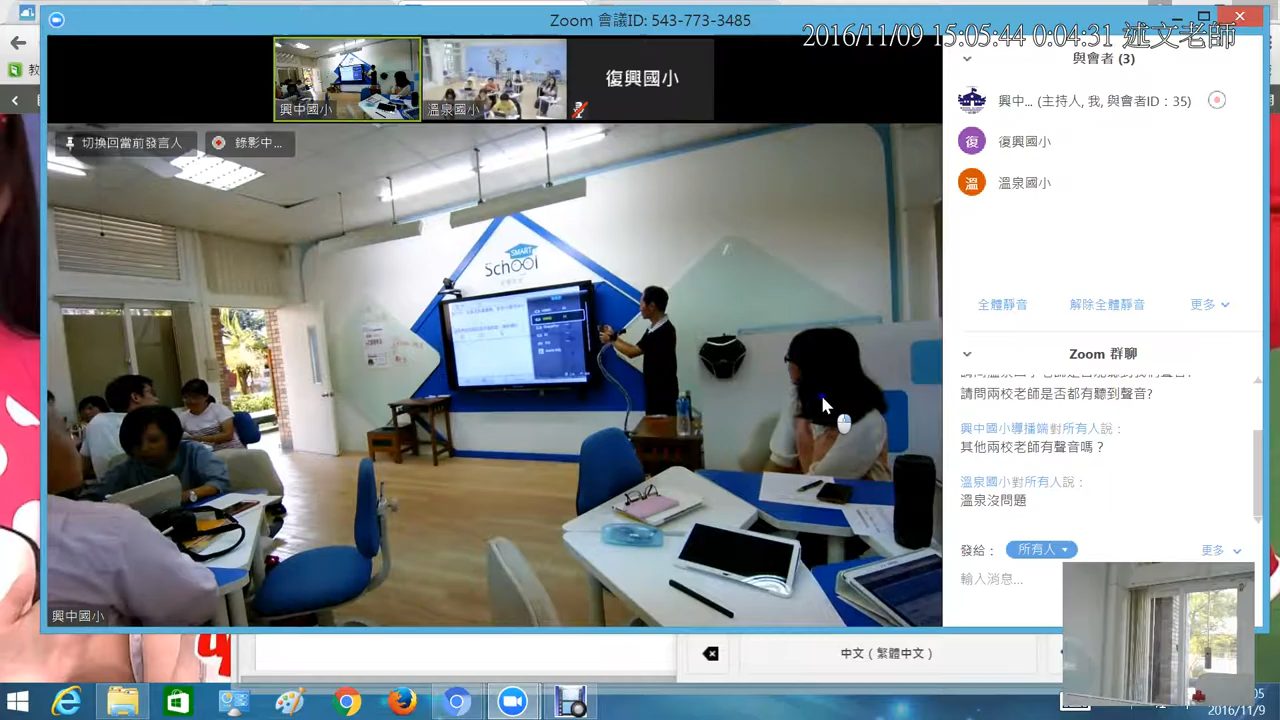 Zoom 會議ID: 543-773-3485
2016/11/09 15:05:44 0:04:31 述文老師
教
興中國小
溫泉國小
復興國小
切換回當前發言人
錄影中...
SMART
School
興中國小
與會者 (3)
興中... (主持人, 我, 與會者ID：35)
復 復興國小
溫 溫泉國小
全體靜音 解除全體靜音 更多
Zoom 群聊
請問兩校老師是否都有聽到聲音?
興中國小導播端對所有人說：
其他兩校老師有聲音嗎？
溫泉國小對所有人說：
溫泉沒問題
發給： 所有人 更多
輸入消息...
中文 ( 繁體中文 )
2016/11/9